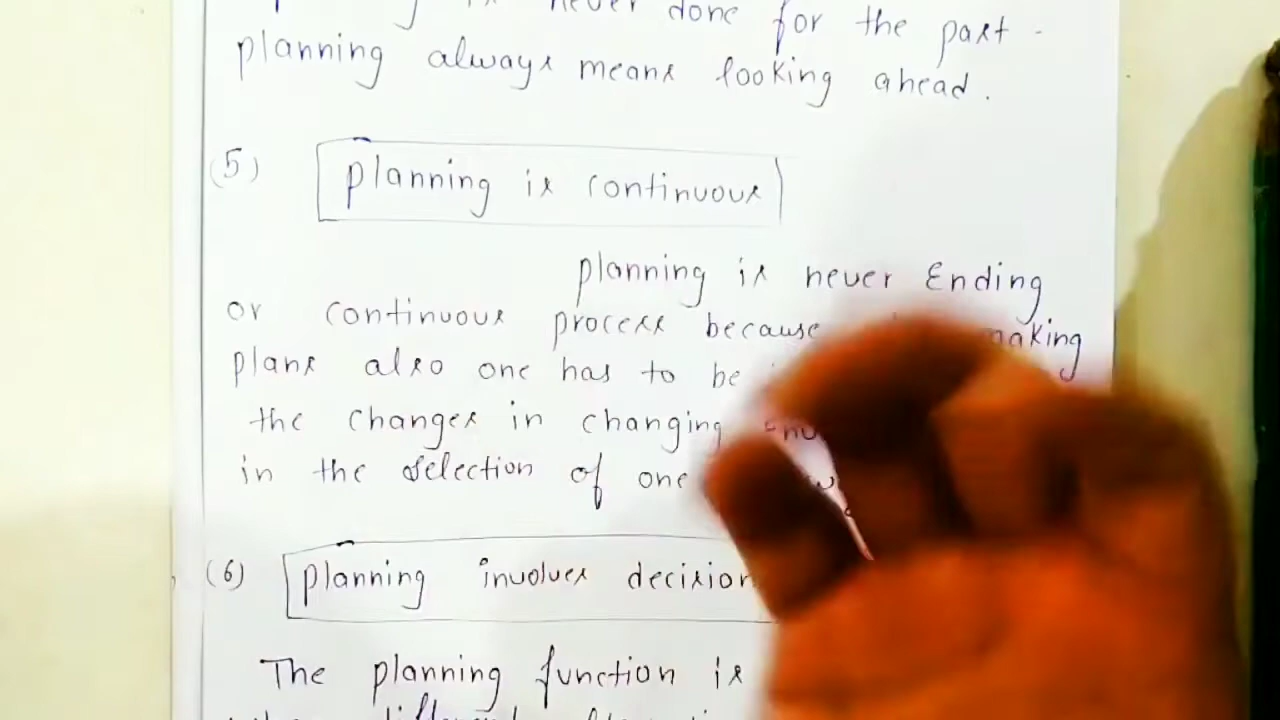 is never done for the past -
planning always means looking ahead.
(5) planning is continuous
planning is never Ending
or continuous process because making
plans also one has to be
the changes in changing
in the selection of one
(6) planning involves decision
The planning function is